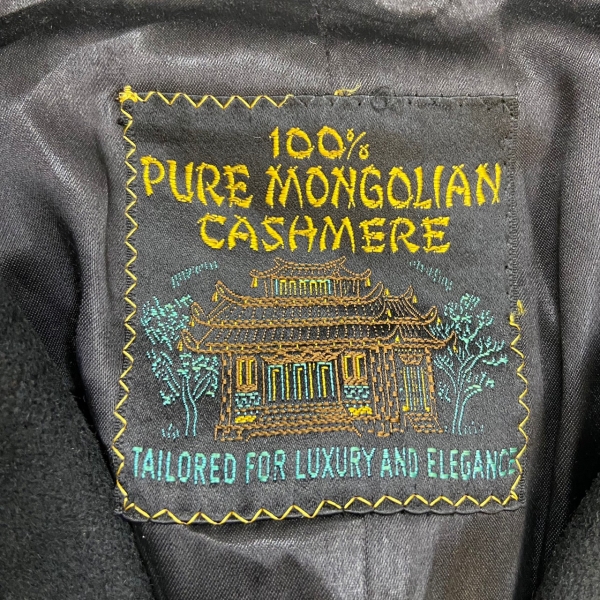 100%
PURE MONGOLIAN
CASHMERE
TAILORED FOR LUXURY AND ELEGANCE